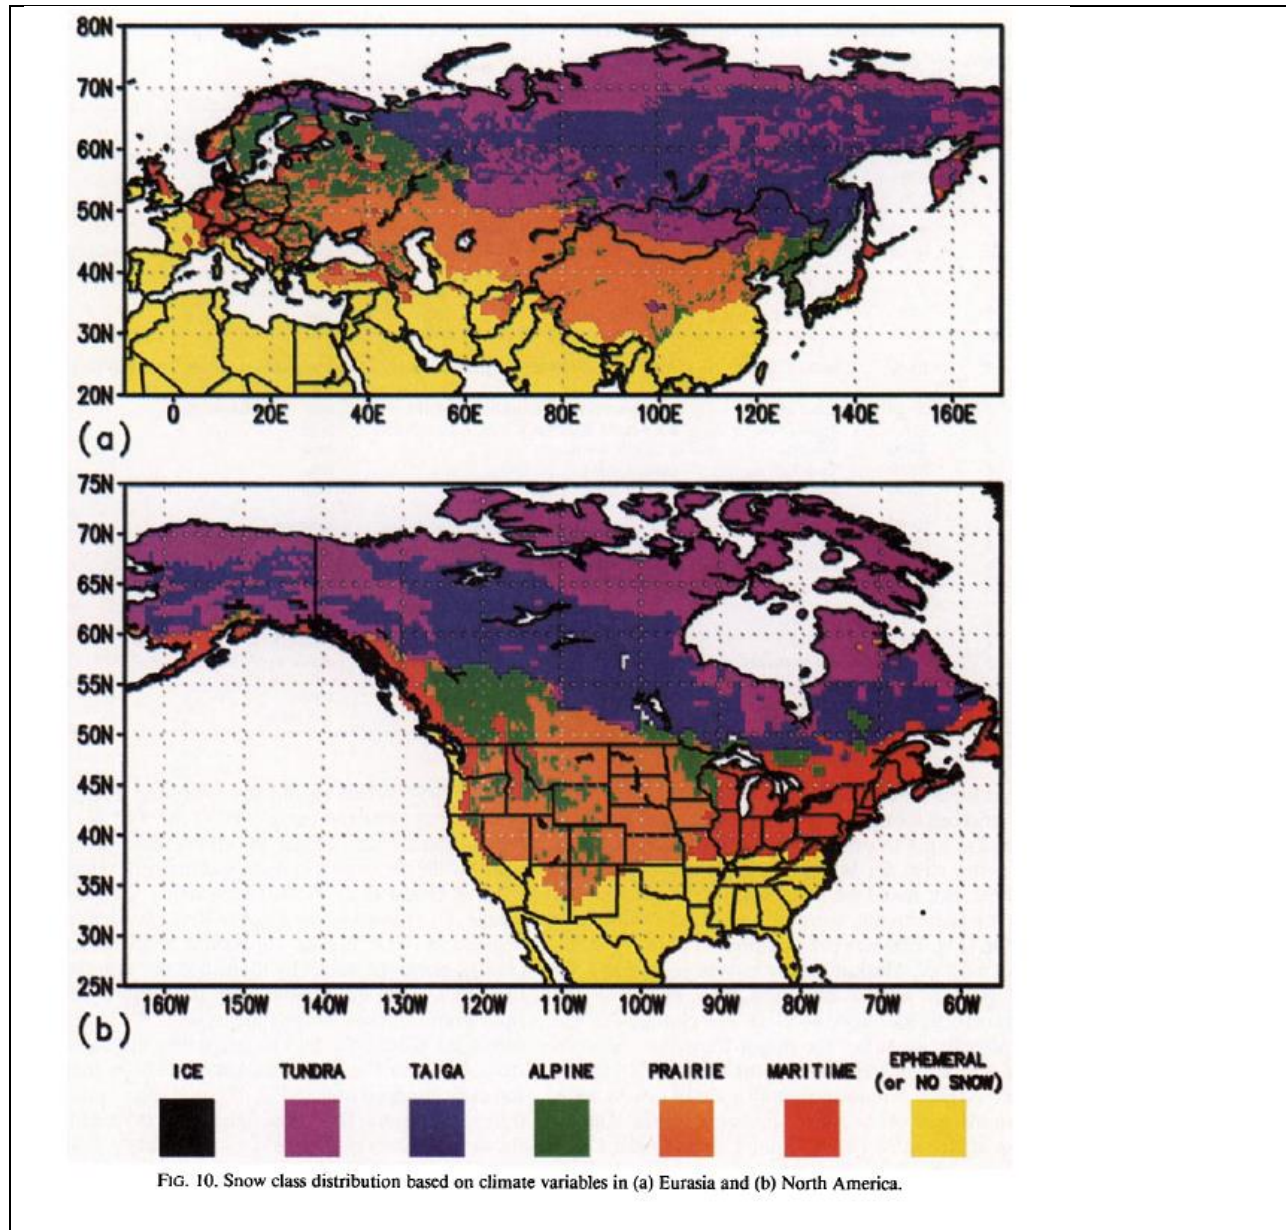 80N
70N
60N
50N
40N
30N
20N
0 20E 40E 60E 80E 100E 120E 140E 160E
(a)
75N
70N
65N
60N
55N
50N
45N
40N
35N
30N
25N
160W 150W 140W 130W 120W 110W 100W 90W 80W 70W 60W
(b)
ICE TUNDRA TAIGA ALPINE PRAIRIE MARITIME EPHEMERAL
(or NO SNOW)
FIG. 10. Snow class distribution based on climate variables in (a) Eurasia and (b) North America.